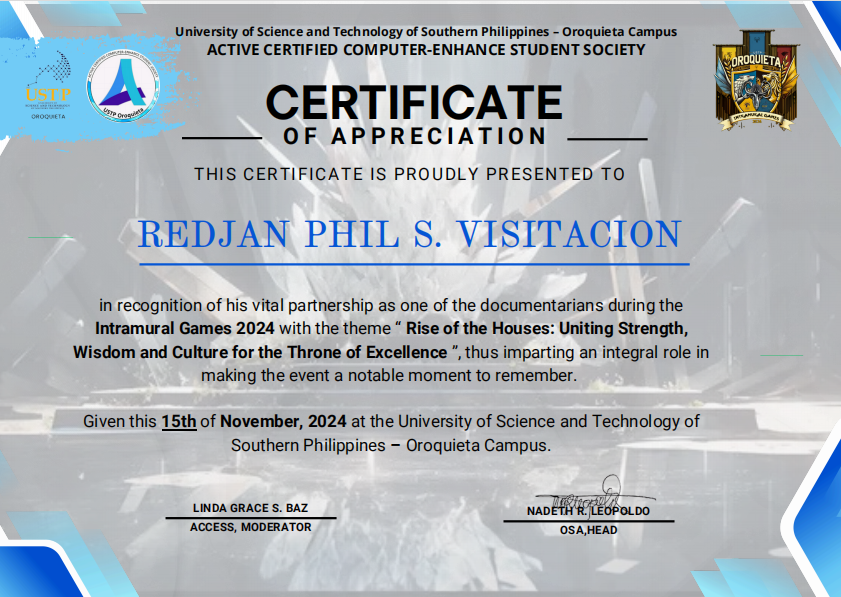 University of Science and Technology of Southern Philippines – Oroquieta Campus
ACTIVE CERTIFIED COMPUTER-ENHANCE STUDENT SOCIETY
USTP
OROQUIETA
USTP Oroquieta
OROQUIETA
INTRAMURAL GAMES
CERTIFICATE
OF APPRECIATION
THIS CERTIFICATE IS PROUDLY PRESENTED TO
REDJAN PHIL S. VISITACION
in recognition of his vital partnership as one of the documentarians during the
Intramural Games 2024 with the theme “ Rise of the Houses: Uniting Strength,
Wisdom and Culture for the Throne of Excellence ”, thus imparting an integral role in
making the event a notable moment to remember.
Given this 15th of November, 2024 at the University of Science and Technology of
Southern Philippines – Oroquieta Campus.
LINDA GRACE S. BAZ
ACCESS, MODERATOR
NADETH R. LEOPOLDO
OSA,HEAD